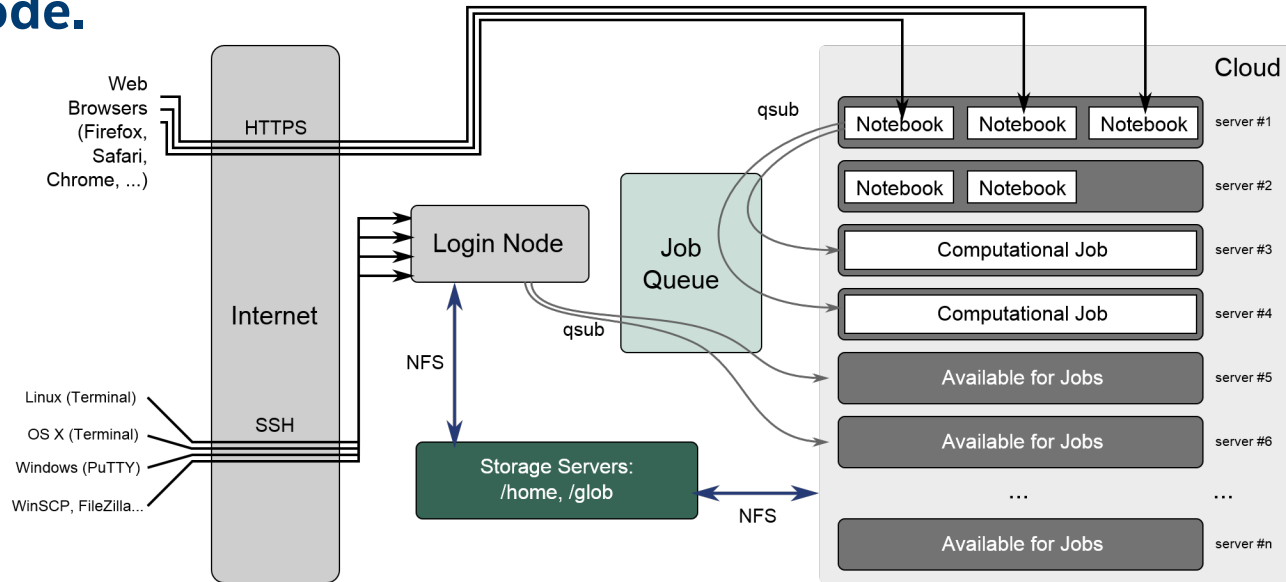 ode.
Web
Browsers
(Firefox,
Safari,
Chrome, ...)
HTTPS
Internet
SSH
Linux (Terminal)
OS X (Terminal)
Windows (PuTTY)
WinSCP, FileZilla...
Login Node
NFS
qsub
Storage Servers:
/home, /glob
NFS
Job
Queue
qsub
Cloud
Notebook
Notebook
Notebook
server #1
Notebook
Notebook
server #2
Computational Job
server #3
Computational Job
server #4
Available for Jobs
server #5
Available for Jobs
server #6
...
...
Available for Jobs
server #n